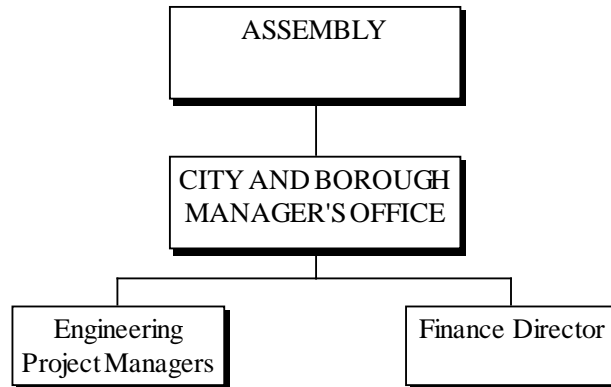 ASSEMBLY
CITY AND BOROUGH
MANAGER'S OFFICE
Engineering
Project Managers
Finance Director